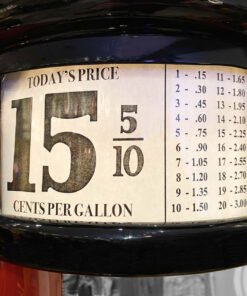 TODAY'S PRICE
15 5/10
CENTS PER GALLON
1 - .15 11 - 1.65
2 - .30 12 - 1.80
3 - .45 13 - 1.95
4 - .60 14 - 2.10
5 - .75 15 - 2.25
6 - .90 16 - 2.40
7 - 1.05 17 - 2.55
8 - 1.20 18 - 2.70
9 - 1.35 19 - 2.85
10 - 1.50 20 - 3.00